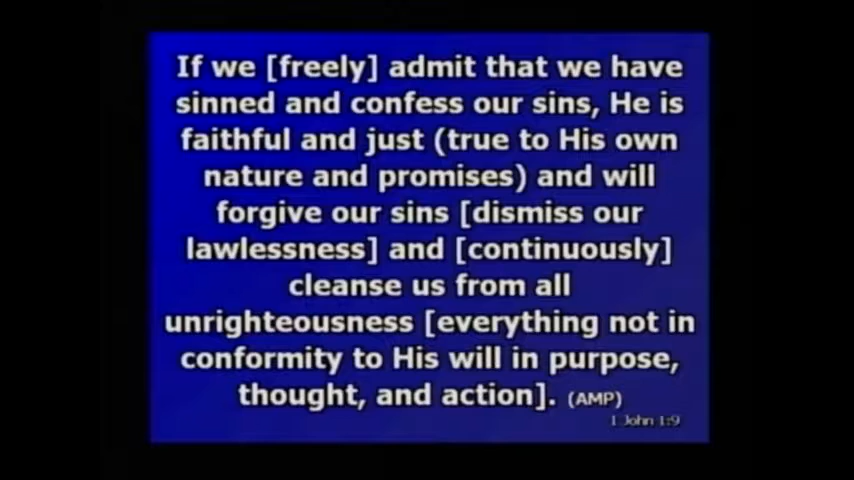 If we [freely] admit that we have
sinned and confess our sins, He is
faithful and just (true to His own
nature and promises) and will
forgive our sins [dismiss our
lawlessness] and [continuously]
cleanse us from all
unrighteousness [everything not in
conformity to His will in purpose,
thought, and action]. (AMP)
1 John 1:9